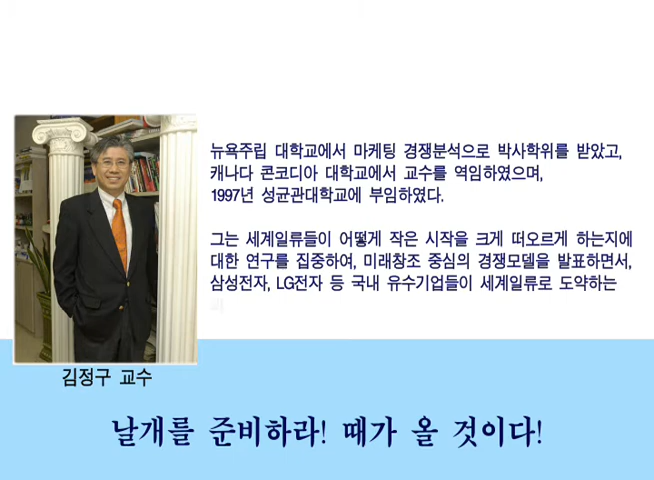 뉴욕주립 대학교에서 마케팅 경쟁분석으로 박사학위를 받았고,
캐나다 콘코디아 대학교에서 교수를 역임하였으며,
1997년 성균관대학교에 부임하였다.
그는 세계일류들이 어떻게 작은 시작을 크게 떠오르게 하는지에
대한 연구를 집중하여, 미래창조 중심의 경쟁모델을 발표하면서,
삼성전자, LG전자 등 국내 유수기업들이 세계일류로 도약하는
김정구 교수
날개를 준비하라! 때가 올 것이다!